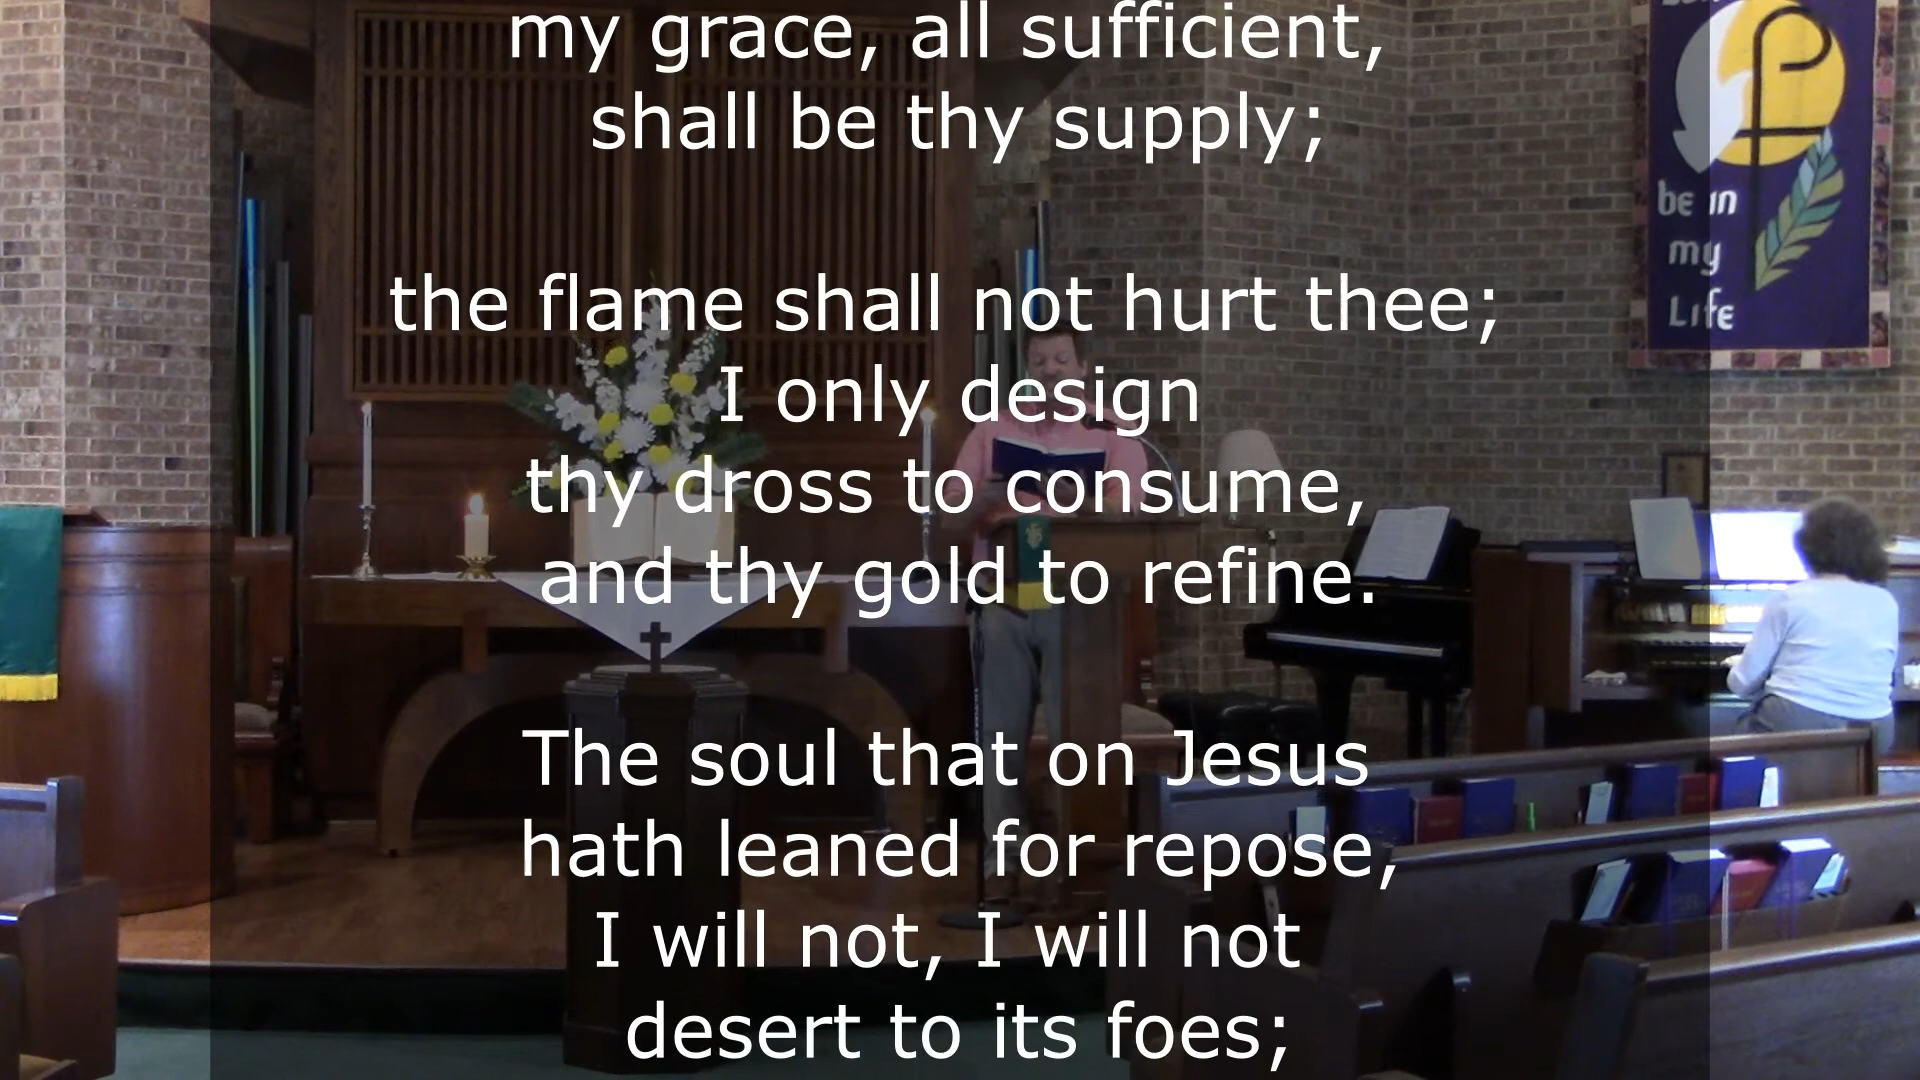 my grace, all sufficient,
shall be thy supply;
the flame shall not hurt thee;
I only design
thy dross to consume,
and thy gold to refine.
The soul that on Jesus
hath leaned for repose,
I will not, I will not
desert to its foes;
be in
my
Life